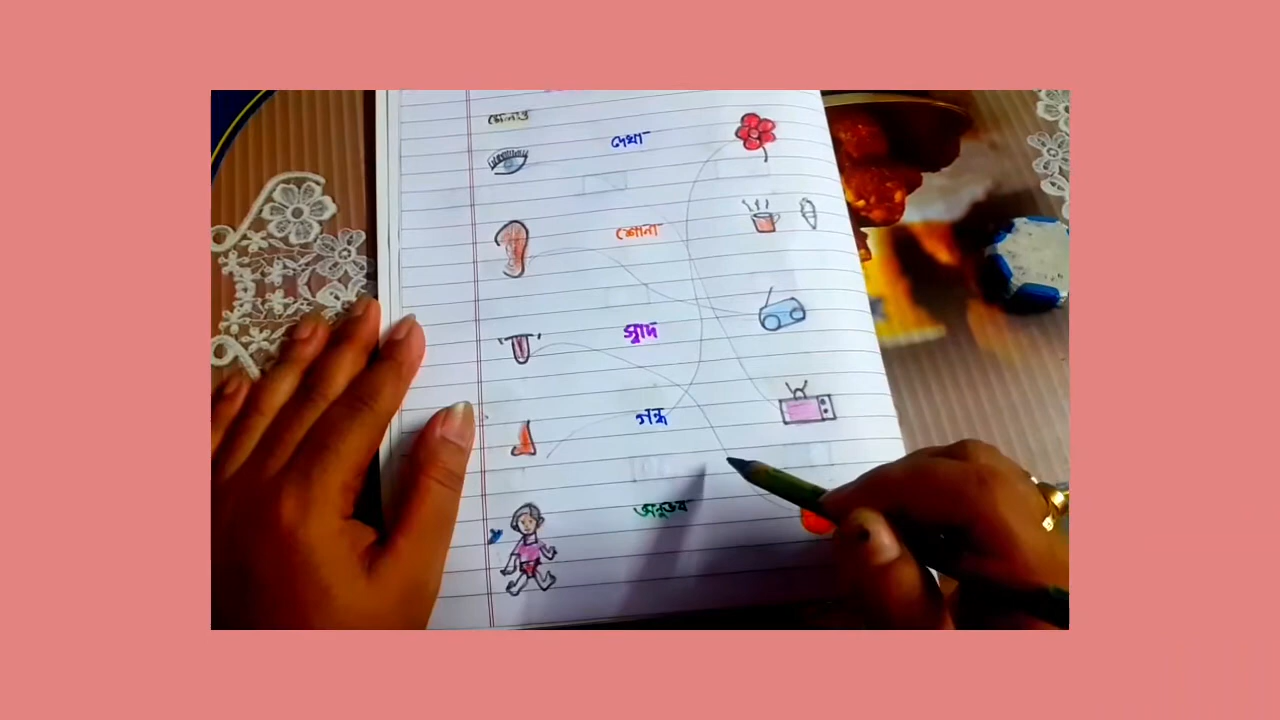 মেলাও
দেখা
শোনা
স্বাদ
গন্ধ
অনুভব